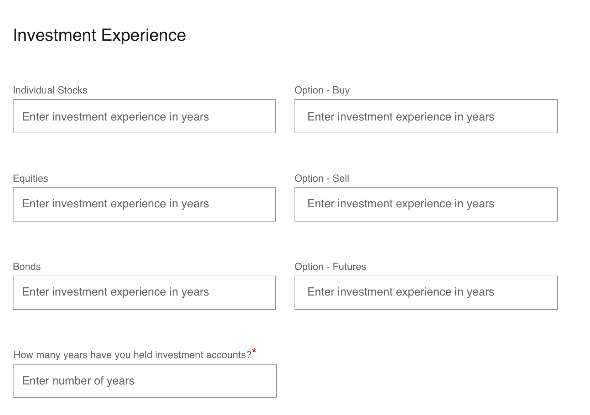 Investment Experience
Individual Stocks
Enter investment experience in years
Option - Buy
Enter investment experience in years
Equities
Enter investment experience in years
Option - Sell
Enter investment experience in years
Bonds
Enter investment experience in years
Option - Futures
Enter investment experience in years
How many years have you held investment accounts?*
Enter number of years